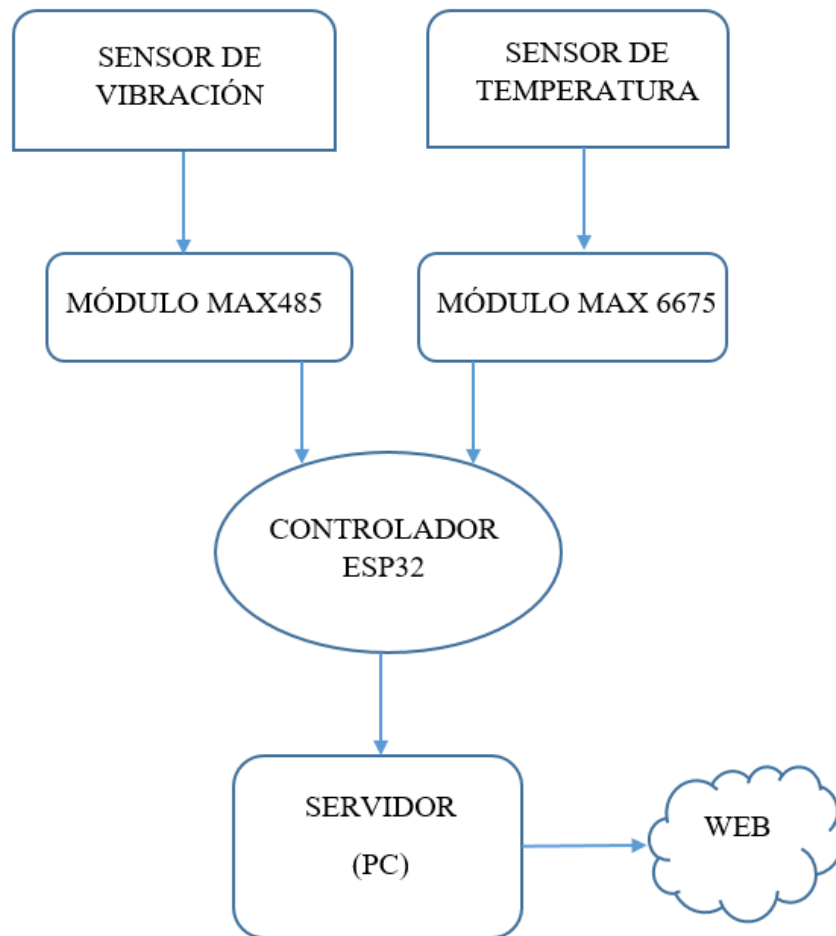 SENSOR DE
VIBRACIÓN
SENSOR DE
TEMPERATURA
MÓDULO MAX485
MÓDULO MAX 6675
CONTROLADOR
ESP32
SERVIDOR
(PC)
WEB